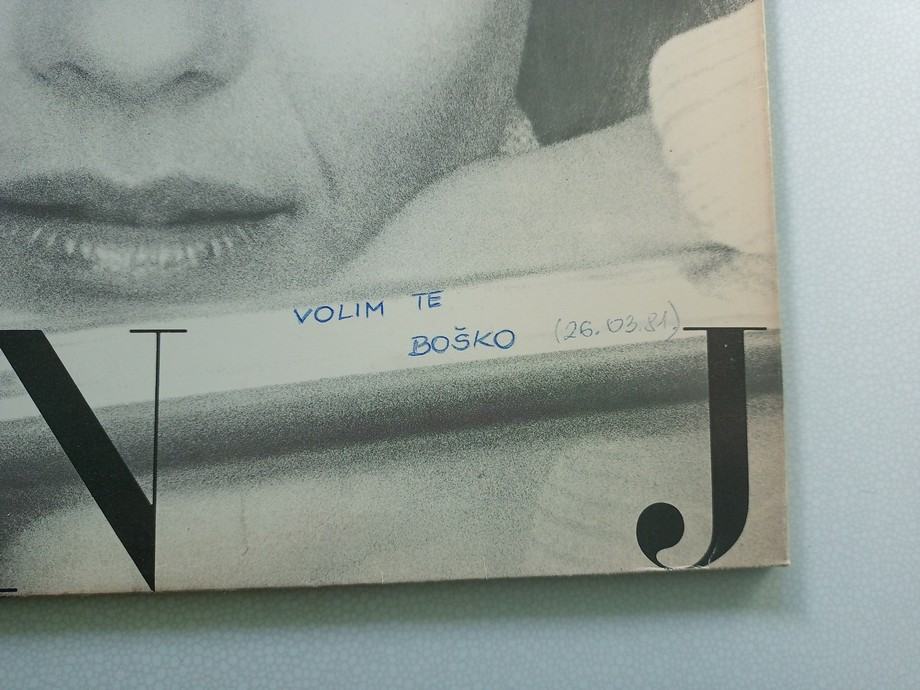 VOLIM TE
BOŠKO (26.03.81)
N J